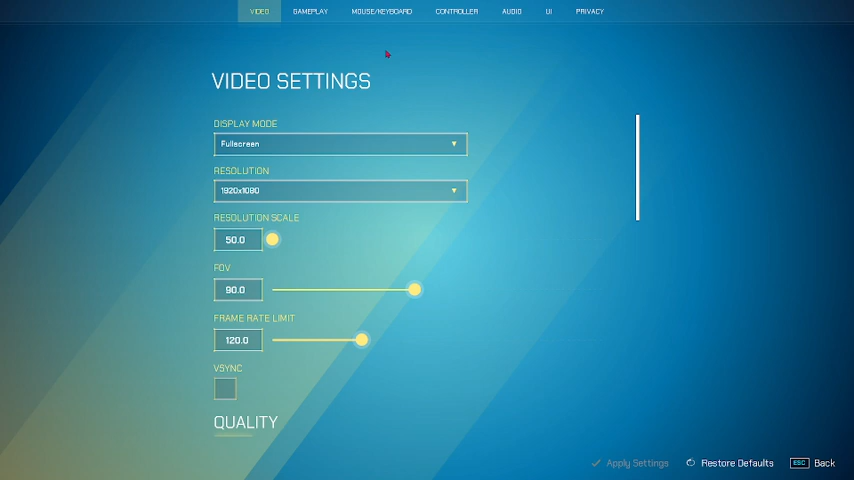 VIDEO GAMEPLAY MOUSE/KEYBOARD CONTROLLER AUDIO UI PRIVACY
VIDEO SETTINGS
DISPLAY MODE
Fullscreen
RESOLUTION
1920x1080
RESOLUTION SCALE
50.0
FOV
90.0
FRAME RATE LIMIT
120.0
VSYNC
QUALITY
Apply Settings Restore Defaults ESC Back